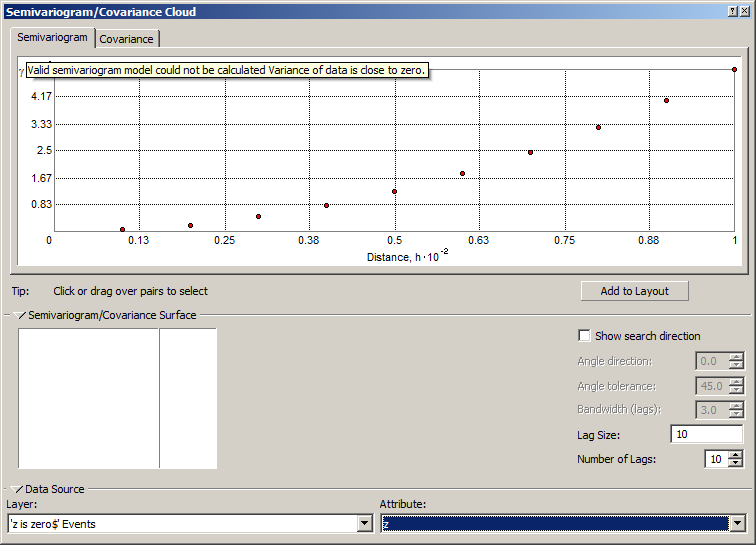 Semivariogram/Covariance Cloud
Semivariogram Covariance
γ
Valid semivariogram model could not be calculated Variance of data is close to zero.
4.17
3.33
2.5
1.67
0.83
0 0.13 0.25 0.38 0.5 0.63 0.75 0.88 1
Distance, h·10⁻²
Tip: Click or drag over pairs to select Add to Layout
Semivariogram/Covariance Surface
Show search direction
Angle direction: 0.0
Angle tolerance: 45.0
Bandwidth (lags): 3.0
Lag Size: 10
Number of Lags: 10
Data Source
Layer: Attribute:
'z is zero$' Events z